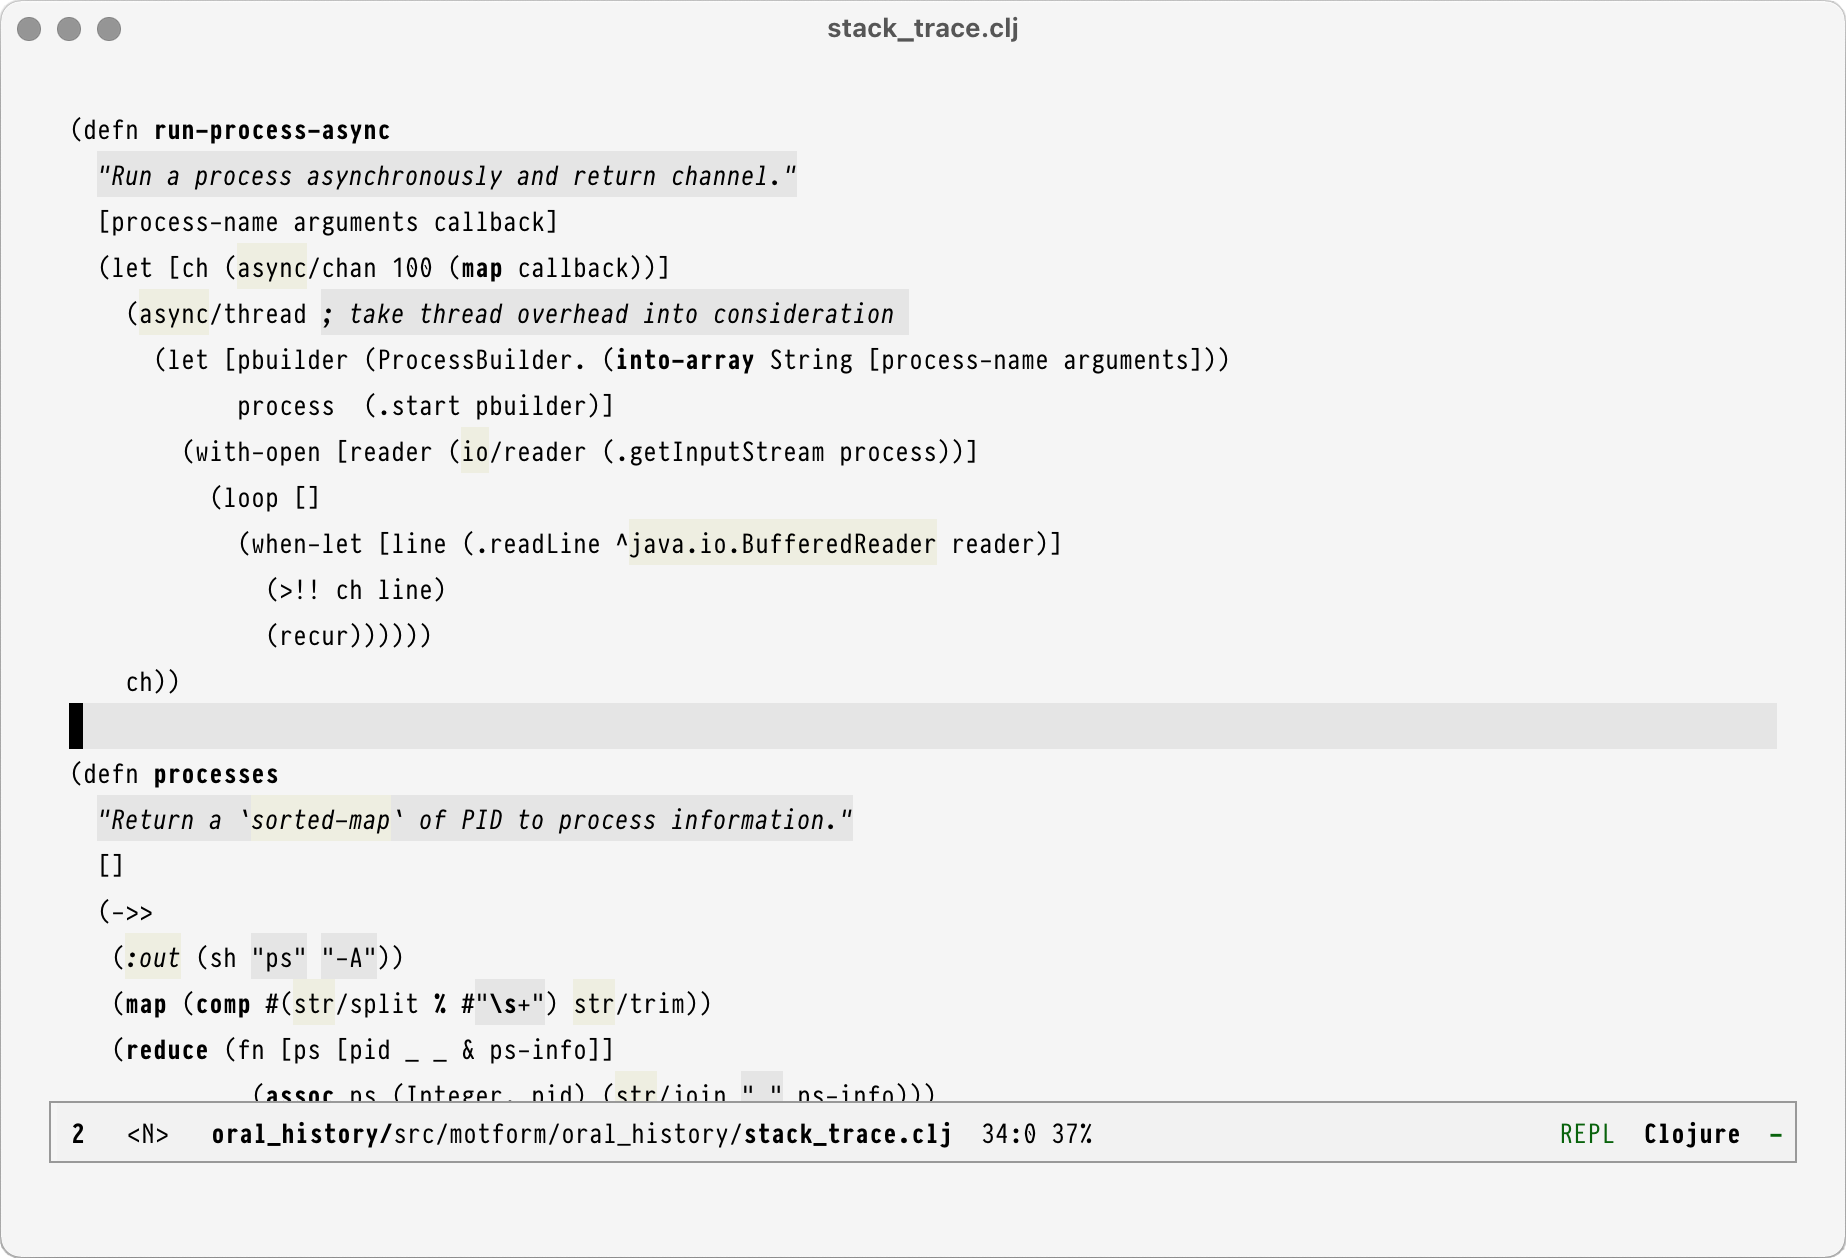 stack_trace.clj
(defn run-process-async
  "Run a process asynchronously and return channel."
  [process-name arguments callback]
  (let [ch (async/chan 100 (map callback))]
    (async/thread ; take thread overhead into consideration
      (let [pbuilder (ProcessBuilder. (into-array String [process-name arguments]))
            process  (.start pbuilder)]
        (with-open [reader (io/reader (.getInputStream process))]
          (loop []
            (when-let [line (.readLine ^java.io.BufferedReader reader)]
              (>!! ch line)
              (recur))))))
    ch))
(defn processes
  "Return a `sorted-map` of PID to process information."
  []
  (->>
   (:out (sh "ps" "-A"))
   (map (comp #(str/split % #"\s+") str/trim))
   (reduce (fn [ps [pid _ _ & ps-info]]
             (assoc ps (Integer. pid) (str/join " " ps-info)))
2   <N>   oral_history/src/motform/oral_history/stack_trace.clj  34:0 37%   REPL  Clojure  -